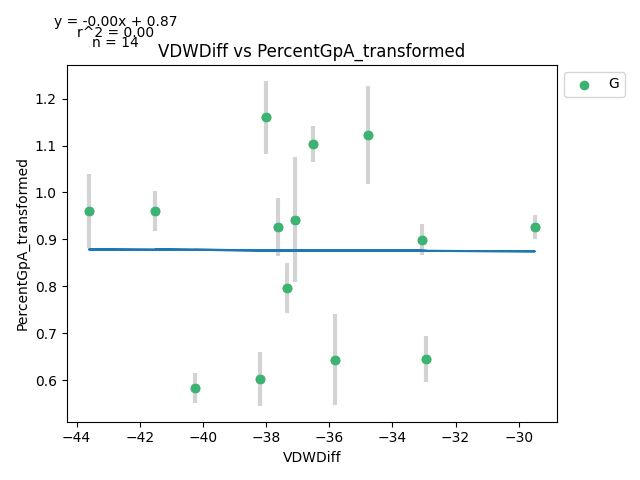 y = -0.00x + 0.87
r^2 = 0.00
n = 14
VDWDiff vs PercentGpA_transformed
G
PercentGpA_transformed
1.2
1.1
1.0
0.9
0.8
0.7
0.6
−44
−42
−40
−38
−36
−34
−32
−30
VDWDiff